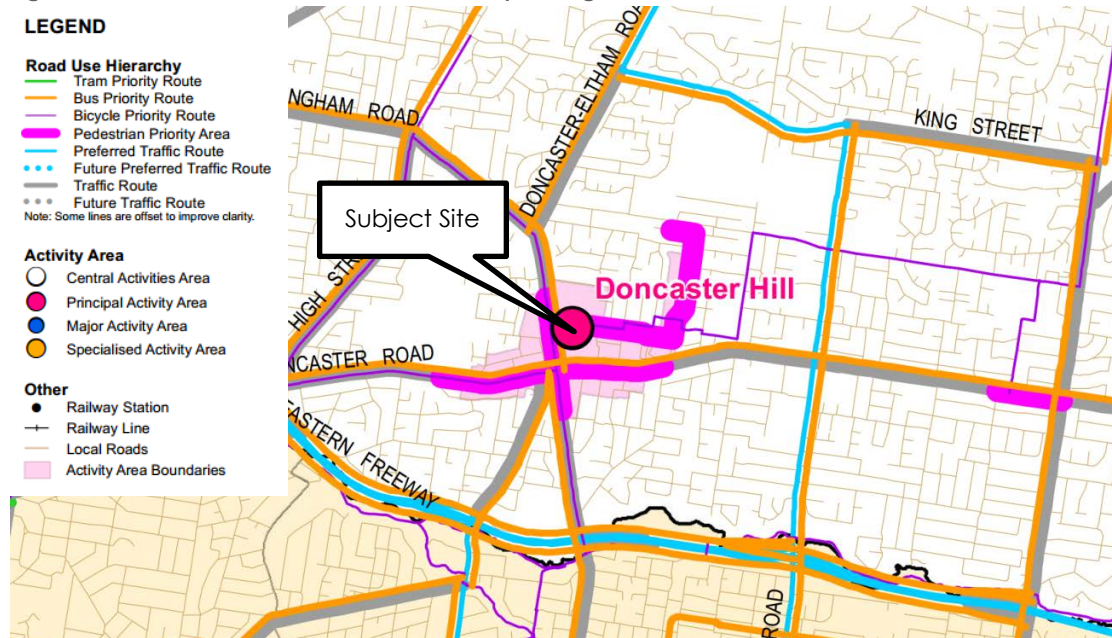 LEGEND
Road Use Hierarchy
Tram Priority Route
Bus Priority Route
Bicycle Priority Route
Pedestrian Priority Area
Preferred Traffic Route
Future Preferred Traffic Route
Traffic Route
Future Traffic Route
Note: Some lines are offset to improve clarity.
Activity Area
Central Activities Area
Principal Activity Area
Major Activity Area
Specialised Activity Area
Other
Railway Station
Railway Line
Local Roads
Activity Area Boundaries
NGHAM ROAD
DONCASTER-ELTHAM ROA
KING STREET
Subject Site
HIGH STR
Doncaster Hill
NCASTER ROAD
EASTERN FREEWAY
ROAD